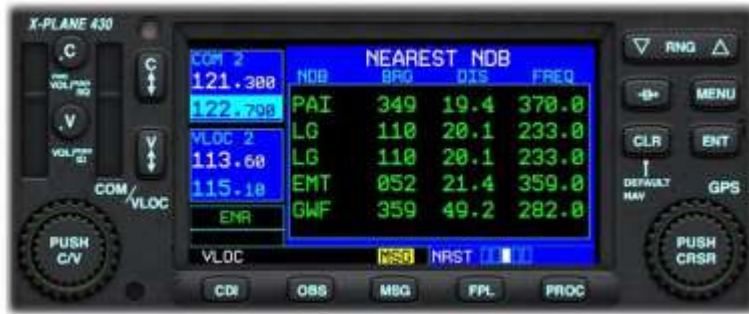 X-PLANE 430
.C
PWR VOL/PUSH SQ
.V
VOL/PUSH ID
C
V
COM/VLOC
PUSH C/V
COM 2
121.300
122.790
VLOC 2
113.60
115.10
ENR
VLOC
MSG
NRST
NEAREST NDB
NDB BRG DIS FREQ
PAI 349 19.4 370.0
LG 110 20.1 233.0
LG 110 20.1 233.0
EMT 052 21.4 359.0
GWF 359 49.2 282.0
CDI OBS MSG FPL PROC
RNG
MENU
CLR ENT
DEFAULT NAV
GPS
PUSH CRSR